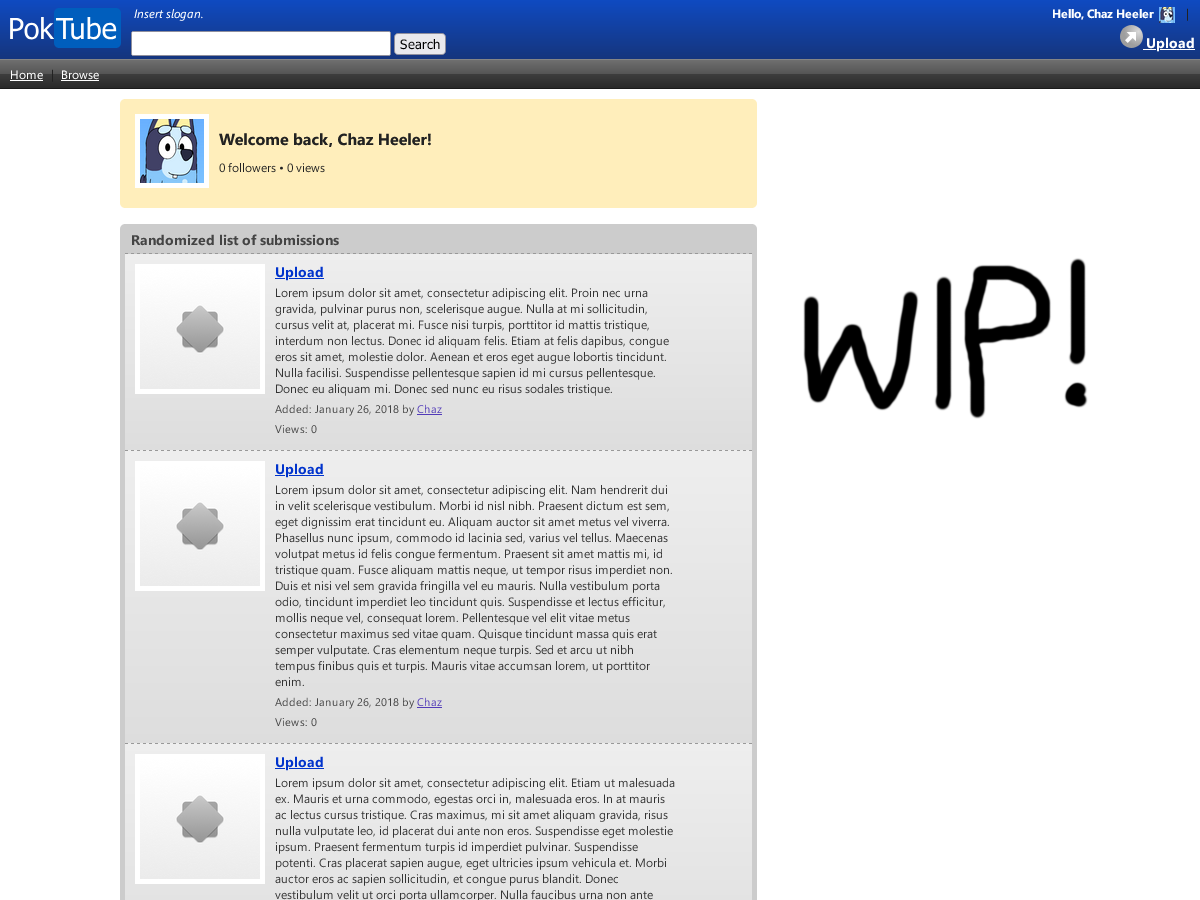 PokTube
Insert slogan.
Search
Hello, Chaz Heeler
Upload
Home
Browse
Welcome back, Chaz Heeler!
0 followers • 0 views
Randomized list of submissions
Upload
Lorem ipsum dolor sit amet, consectetur adipiscing elit. Proin nec urna
gravida, pulvinar purus non, scelerisque augue. Nulla at mi sollicitudin,
cursus velit at, placerat mi. Fusce nisi turpis, porttitor id mattis tristique,
interdum non lectus. Donec id aliquam felis. Etiam at felis dapibus, congue
eros sit amet, molestie dolor. Aenean et eros eget augue lobortis tincidunt.
Nulla facilisi. Suspendisse pellentesque sapien id mi cursus pellentesque.
Donec eu aliquam mi. Donec sed nunc eu risus sodales tristique.
Added: January 26, 2018 by Chaz
Views: 0
Upload
Lorem ipsum dolor sit amet, consectetur adipiscing elit. Nam hendrerit dui
in velit scelerisque vestibulum. Morbi id nisl nibh. Praesent dictum est sem,
eget dignissim erat tincidunt eu. Aliquam auctor sit amet metus vel viverra.
Phasellus nunc ipsum, commodo id lacinia sed, varius vel tellus. Maecenas
volutpat metus id felis congue fermentum. Praesent sit amet mattis mi, id
tristique quam. Fusce aliquam mattis neque, ut tempor risus imperdiet non.
Duis et nisi vel sem gravida fringilla vel eu mauris. Nulla vestibulum porta
odio, tincidunt imperdiet leo tincidunt quis. Suspendisse et lectus efficitur,
mollis neque vel, consequat lorem. Pellentesque vel elit vitae metus
consectetur maximus sed vitae quam. Quisque tincidunt massa quis erat
semper vulputate. Cras elementum neque turpis. Sed et arcu ut nibh
tempus finibus quis et turpis. Mauris vitae accumsan lorem, ut porttitor
enim.
Added: January 26, 2018 by Chaz
Views: 0
Upload
Lorem ipsum dolor sit amet, consectetur adipiscing elit. Etiam ut malesuada
ex. Mauris et urna commodo, egestas orci in, malesuada eros. In at mauris
ac lectus cursus tristique. Cras maximus, mi sit amet aliquam gravida, risus
nulla vulputate leo, id placerat dui ante non eros. Suspendisse eget molestie
ipsum. Praesent fermentum turpis id imperdiet pulvinar. Suspendisse
potenti. Cras placerat sapien augue, eget ultricies ipsum vehicula et. Morbi
auctor eros ac sapien sollicitudin, et congue purus blandit. Donec
vestibulum velit ut orci porta ullamcorper. Nulla faucibus urna non ante
WIP!